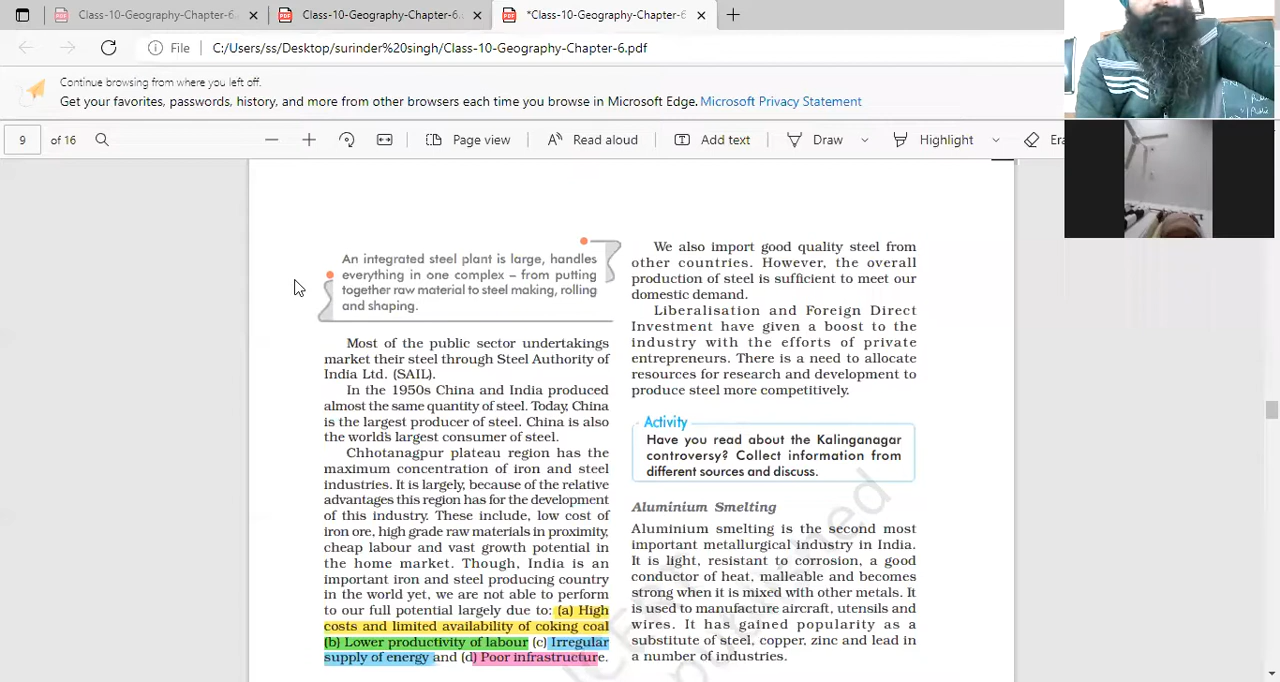 Class-10-Geography-Chapter-6.
Class-10-Geography-Chapter-6.
*Class-10-Geography-Chapter-6
File
C:/Users/ss/Desktop/surinder%20singh/Class-10-Geography-Chapter-6.pdf
Continue browsing from where you left off.
Get your favorites, passwords, history, and more from other browsers each time you browse in Microsoft Edge. Microsoft Privacy Statement
9 of 16
Page view
Read aloud
Add text
Draw
Highlight
Era
An integrated steel plant is large, handles
everything in one complex – from putting
together raw material to steel making, rolling
and shaping.
Most of the public sector undertakings
market their steel through Steel Authority of
India Ltd. (SAIL).
In the 1950s China and India produced
almost the same quantity of steel. Today, China
is the largest producer of steel. China is also
the world's largest consumer of steel.
Chhotanagpur plateau region has the
maximum concentration of iron and steel
industries. It is largely, because of the relative
advantages this region has for the development
of this industry. These include, low cost of
iron ore, high grade raw materials in proximity,
cheap labour and vast growth potential in
the home market. Though, India is an
important iron and steel producing country
in the world yet, we are not able to perform
to our full potential largely due to: (a) High
costs and limited availability of coking coal
(b) Lower productivity of labour (c) Irregular
supply of energy and (d) Poor infrastructure.
We also import good quality steel from
other countries. However, the overall
production of steel is sufficient to meet our
domestic demand.
Liberalisation and Foreign Direct
Investment have given a boost to the
industry with the efforts of private
entrepreneurs. There is a need to allocate
resources for research and development to
produce steel more competitively.
Activity
Have you read about the Kalinganagar
controversy? Collect information from
different sources and discuss.
Aluminium Smelting
Aluminium smelting is the second most
important metallurgical industry in India.
It is light, resistant to corrosion, a good
conductor of heat, malleable and becomes
strong when it is mixed with other metals. It
is used to manufacture aircraft, utensils and
wires. It has gained popularity as a
substitute of steel, copper, zinc and lead in
a number of industries.